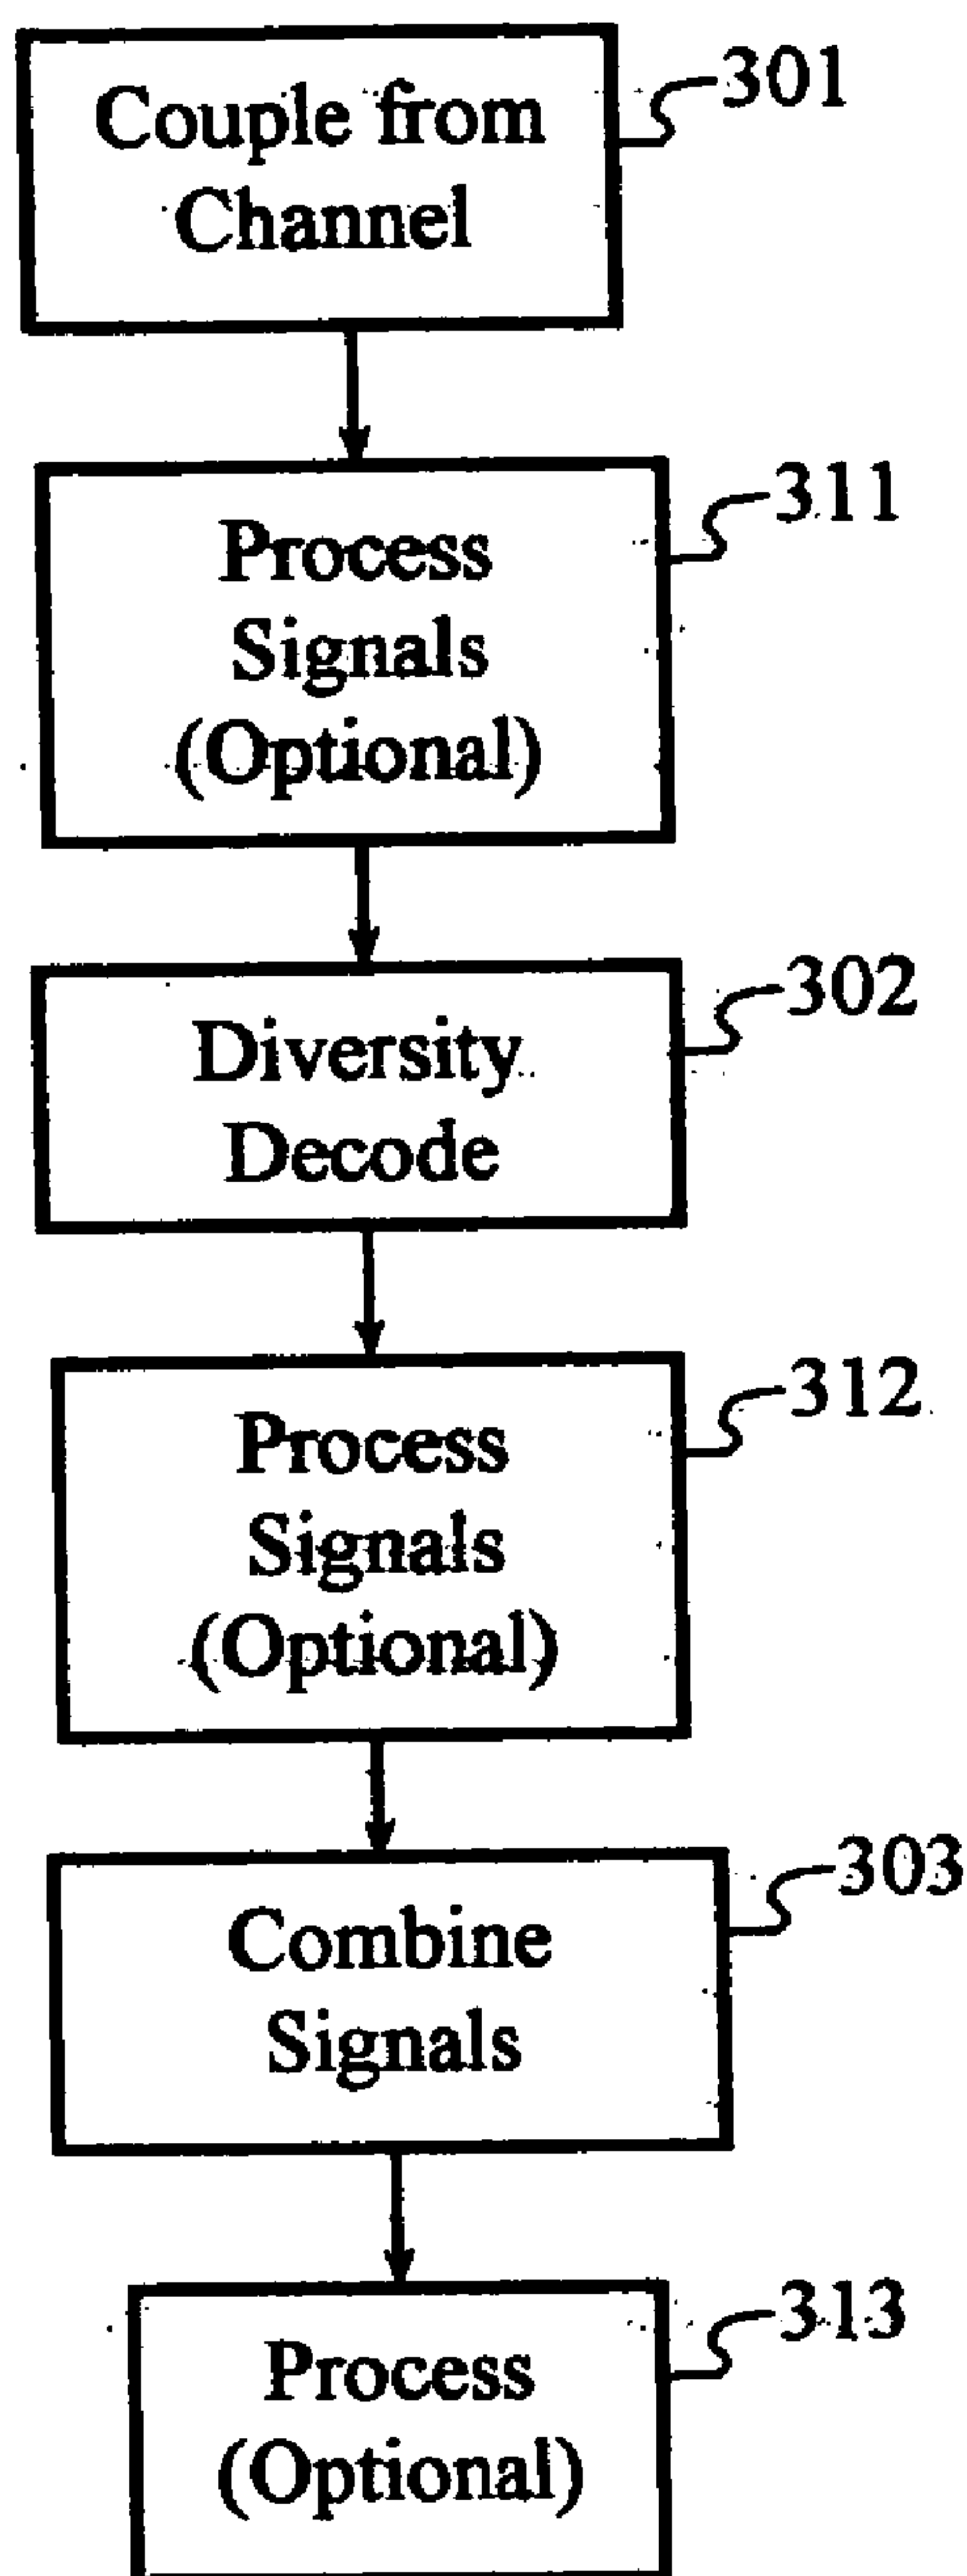 Couple from
Channel
301
Process
Signals
(Optional)
311
Diversity
Decode
302
Process
Signals
(Optional)
312
Combine
Signals
303
Process
(Optional)
313